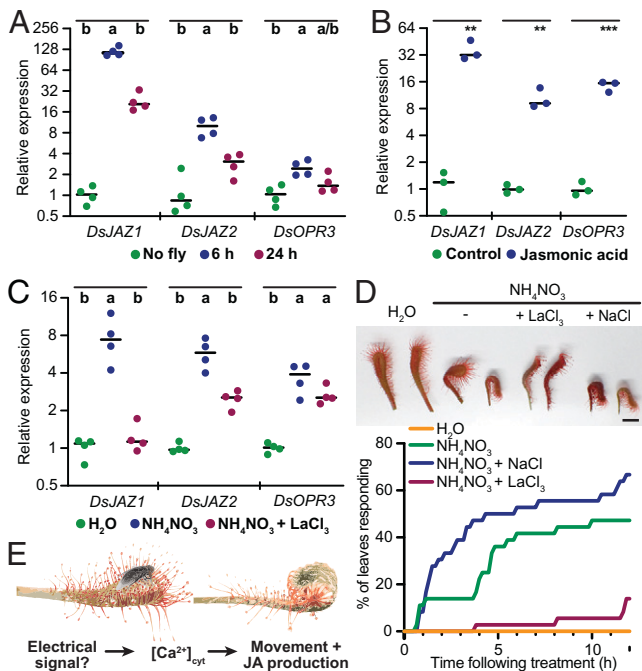 A
Relative expression
256
128
64
32
16
8
4
2
1
0.5
b a b b a b b a a/b
DsJAZ1 DsJAZ2 DsOPR3
No fly 6 h 24 h
B
Relative expression
64
32
16
8
4
2
1
0.5
** ** ***
DsJAZ1 DsJAZ2 DsOPR3
Control Jasmonic acid
C
Relative expression
16
8
4
2
1
0.5
b a b b a b b a a
DsJAZ1 DsJAZ2 DsOPR3
H2O NH4NO3 NH4NO3 + LaCl3
D
NH4NO3
H2O - + LaCl3 + NaCl
H2O
NH4NO3
NH4NO3 + NaCl
NH4NO3 + LaCl3
% of leaves responding
80
60
40
20
0
0 5 10
Time following treatment (h)
E
Electrical signal? [Ca2+]cyt Movement + JA production